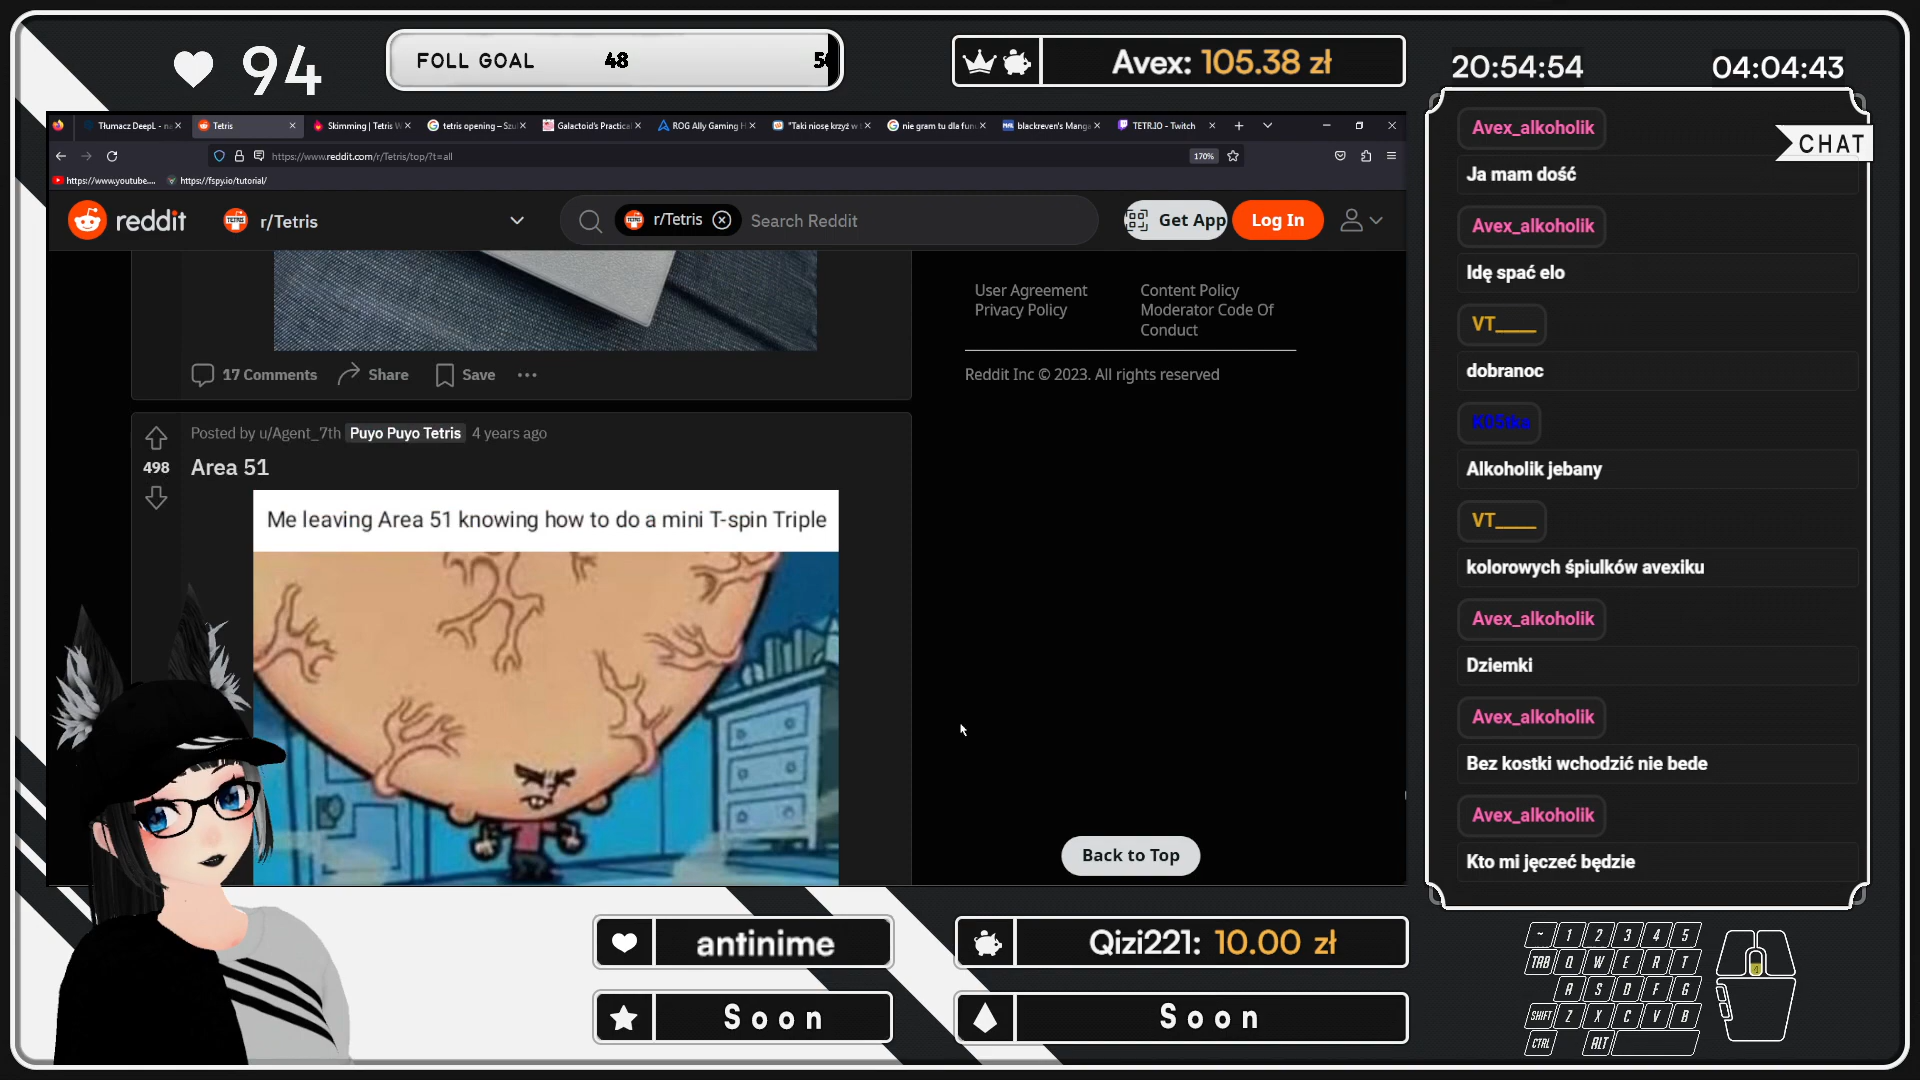 94
FOLL GOAL 48
Avex: 105.38 zł
20:54:54
04:04:43
Tłumacz DeepL - na
Tetris
Skimming | Tetris W
tetris opening – Szu
Galactoid's Practical
ROG Ally Gaming H
"Taki niosę krzyż w
nie gram tu dla fun
blackreven's Manga
TETR.IO - Twitch
https://www.reddit.com/r/Tetris/top/?t=all
170%
https://www.youtube....
https://fspy.io/tutorial/
reddit
r/Tetris
r/Tetris
Search Reddit
Get App
Log In
User Agreement
Privacy Policy
Content Policy
Moderator Code Of
Conduct
Reddit Inc © 2023. All rights reserved
17 Comments
Share
Save
Posted by u/Agent_7th Puyo Puyo Tetris 4 years ago
498
Area 51
Me leaving Area 51 knowing how to do a mini T-spin Triple
Back to Top
CHAT
Avex_alkoholik
Ja mam dość
Avex_alkoholik
Idę spać elo
VT_____
dobranoc
K05tka
Alkoholik jebany
VT_____
kolorowych śpiulków avexiku
Avex_alkoholik
Dziemki
Avex_alkoholik
Bez kostki wchodzić nie bede
Avex_alkoholik
Kto mi jęczeć będzie
antinime
Qizi221: 10.00 zł
Soon
Soon
~ 1 2 3 4 5
TAB Q W E R T
A S D F G
SHIFT Z X C V B
CTRL ALT